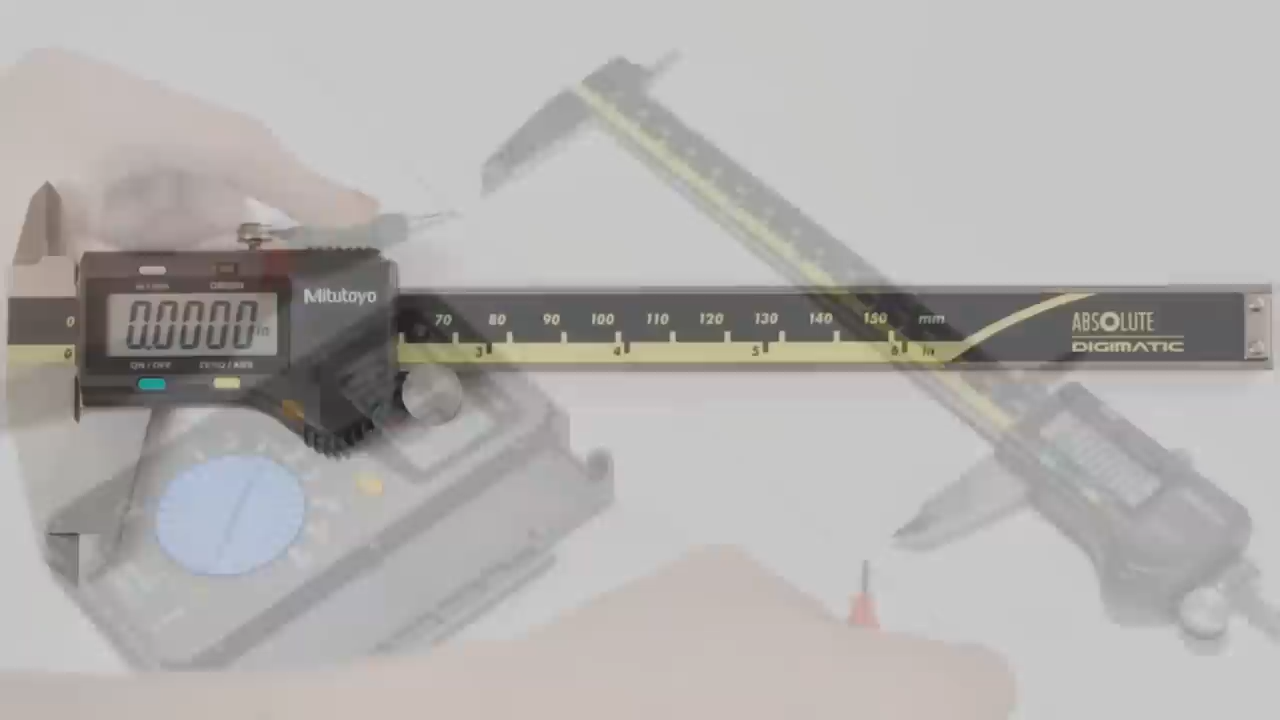 ORIGIN
0.0000 in
ON / OFF ZERO / ABS
Mitutoyo
0
0
70 80 90 100 110 120 130 140 150 mm
3 4 5 6 in
ABSOLUTE
DIGIMATIC